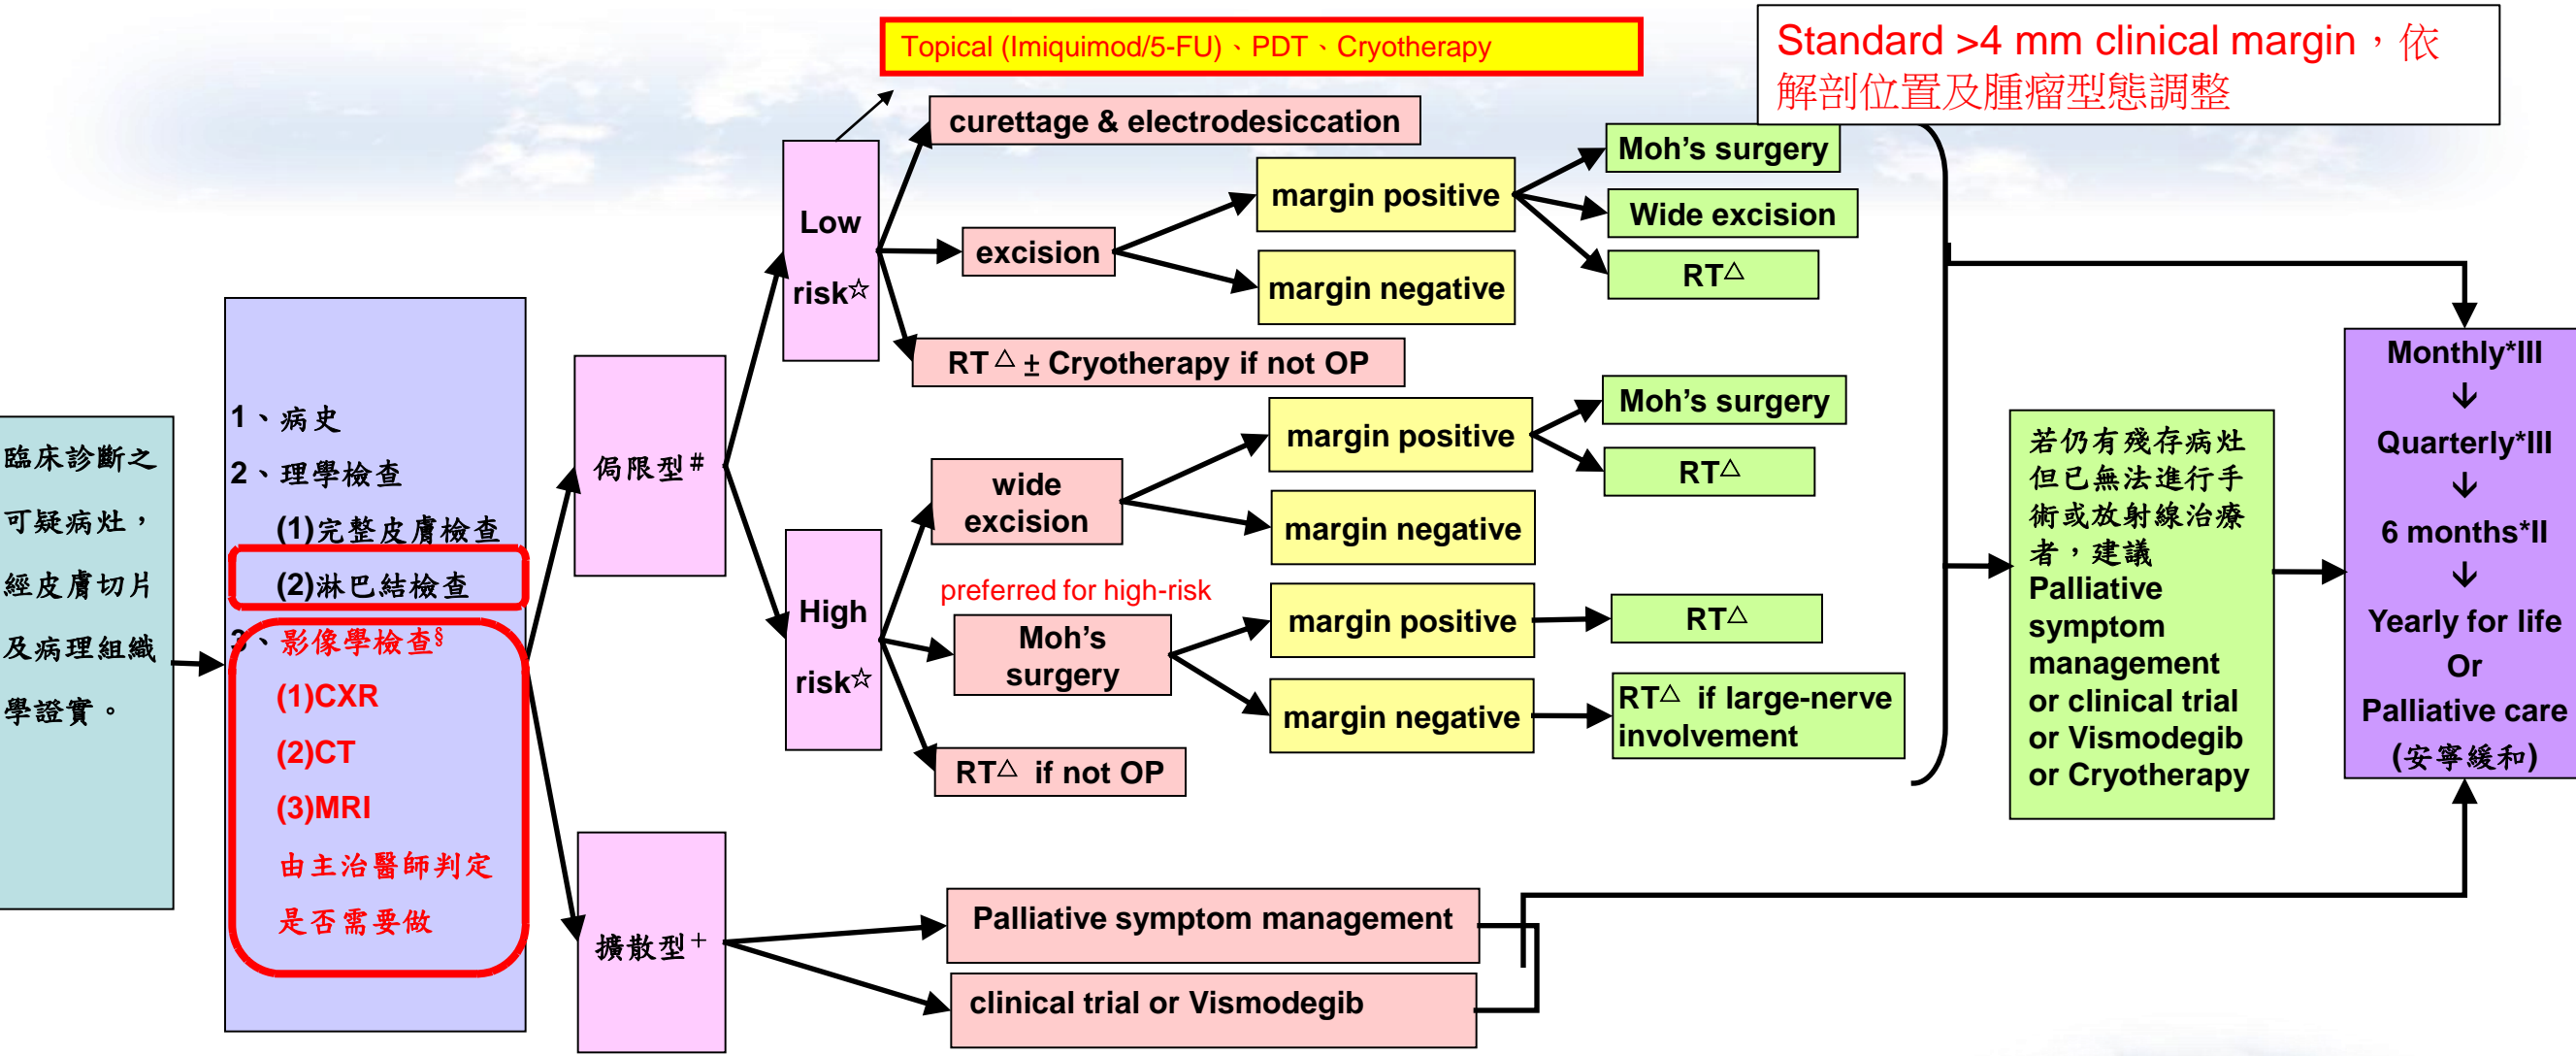 Topical (Imiquimod/5-FU)、PDT、Cryotherapy
Standard >4 mm clinical margin，依
解剖位置及腫瘤型態調整
臨床診斷之
可疑病灶，
經皮膚切片
及病理組織
學證實。
1、病史
2、理學檢查
(1)完整皮膚檢查
(2)淋巴結檢查
3、影像學檢查§
(1)CXR
(2)CT
(3)MRI
由主治醫師判定
是否需要做
侷限型#
擴散型+
Low
risk☆
High
risk☆
curettage & electrodesiccation
excision
RT△ ± Cryotherapy if not OP
margin positive
margin negative
Moh's surgery
Wide excision
RT△
wide
excision
margin positive
margin negative
Moh's surgery
RT△
preferred for high-risk
Moh's
surgery
margin positive
margin negative
RT△
RT△ if large-nerve
involvement
RT△ if not OP
Palliative symptom management
clinical trial or Vismodegib
若仍有殘存病灶
但已無法進行手
術或放射線治療
者，建議
Palliative
symptom
management
or clinical trial
or Vismodegib
or Cryotherapy
Monthly*III
↓
Quarterly*III
↓
6 months*II
↓
Yearly for life
Or
Palliative care
(安寧緩和)